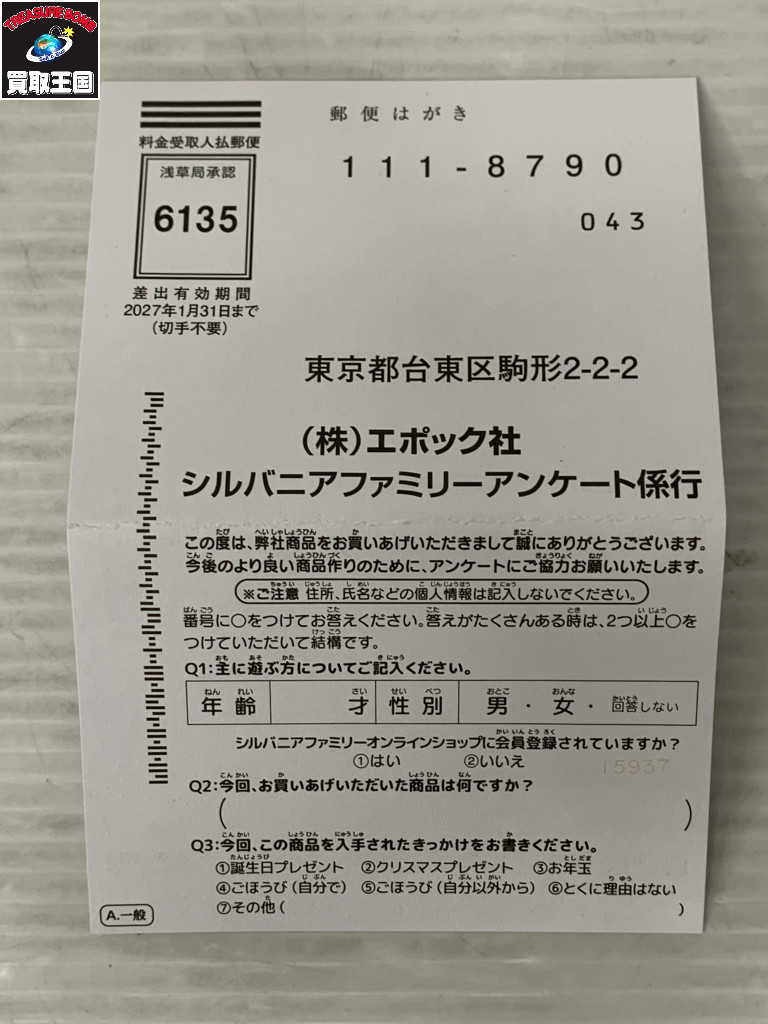 TREASURE BOMB
買取王国
郵便はがき
料金受取人払郵便
浅草局承認
6135
差出有効期間
2027年1月31日まで
(切手不要)
111-8790
043
東京都台東区駒形2-2-2
(株)エポック社
シルバニアファミリーアンケート係行
この度は、弊社商品をお買いあげいただきまして誠にありがとうございます。
今後のより良い商品作りのために、アンケートにご協力お願いいたします。
※ご注意 住所、氏名などの個人情報は記入しないでください。
番号に○をつけてお答えください。答えがたくさんある時は、2つ以上○を
つけていただいて結構です。
Q1:主に遊ぶ方についてご記入ください。
年齢 才 性別 男・女・回答しない
シルバニアファミリーオンラインショップに会員登録されていますか?
①はい ②いいえ
15937
Q2:今回、お買いあげいただいた商品は何ですか?
( )
Q3:今回、この商品を入手されたきっかけをお書きください。
①誕生日プレゼント ②クリスマスプレゼント ③お年玉
④ごほうび(自分で) ⑤ごほうび(自分以外から) ⑥とくに理由はない
⑦その他( )
A.一般